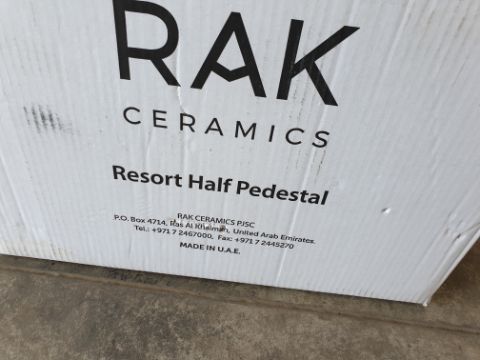 RAK
CERAMICS
Resort Half Pedestal
RAK CERAMICS PJSC
P.O. Box 4714, Ras Al Khaimah, United Arab Emirates.
Tel.: +971 7 2467000, Fax: +971 7 2445270
MADE IN U.A.E.